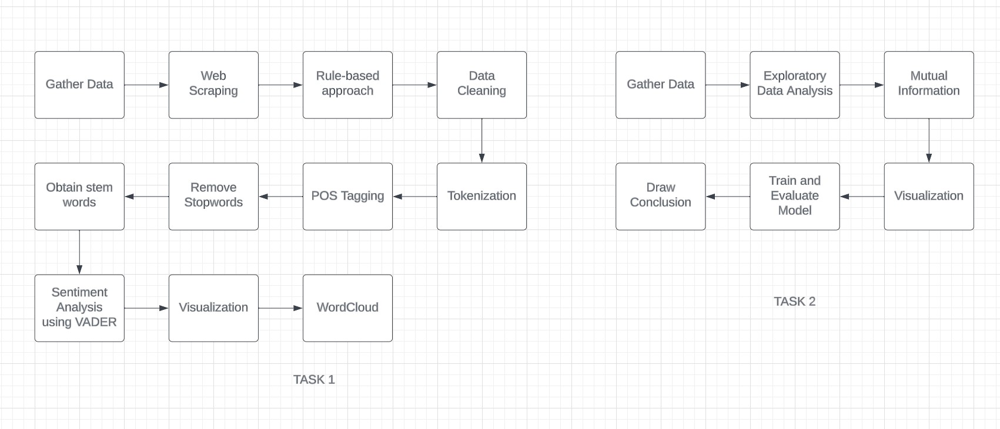 Gather Data
Web
Scraping
Rule-based
approach
Data
Cleaning
Obtain stem
words
Remove
Stopwords
POS Tagging
Tokenization
Sentiment
Analysis
using VADER
Visualization
WordCloud
TASK 1
Gather Data
Exploratory
Data Analysis
Mutual
Information
Draw
Conclusion
Train and
Evaluate
Model
Visualization
TASK 2